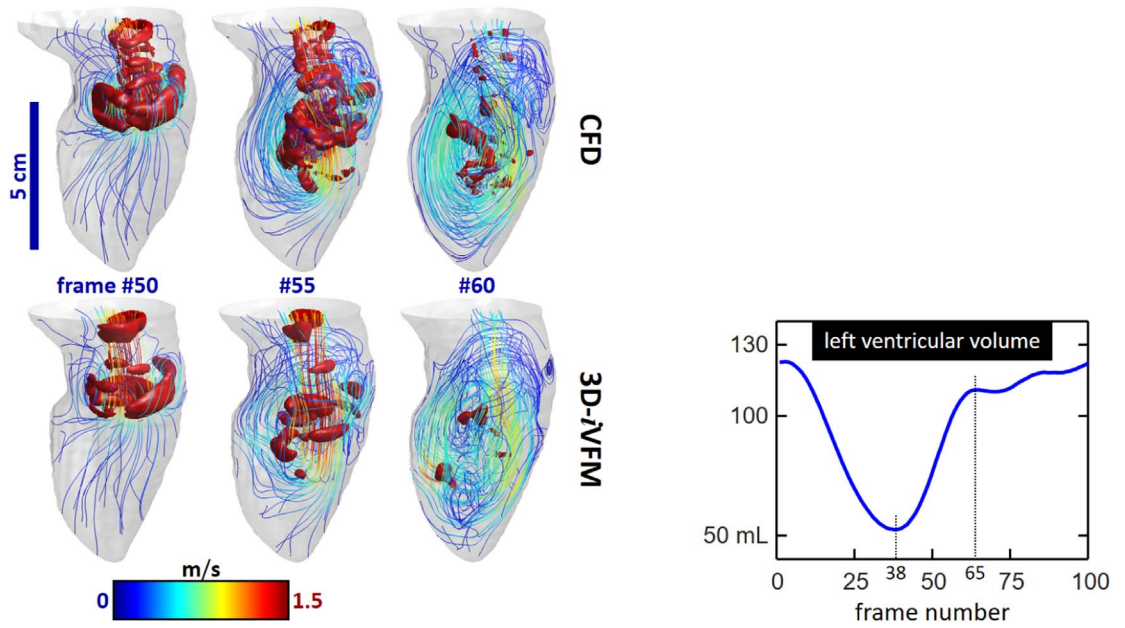 CFD
5 cm
frame #50
#55
#60
3D-iVFM
m/s
0
1.5
left ventricular volume
130
100
50 mL
0
25
38
50
65
75
100
frame number